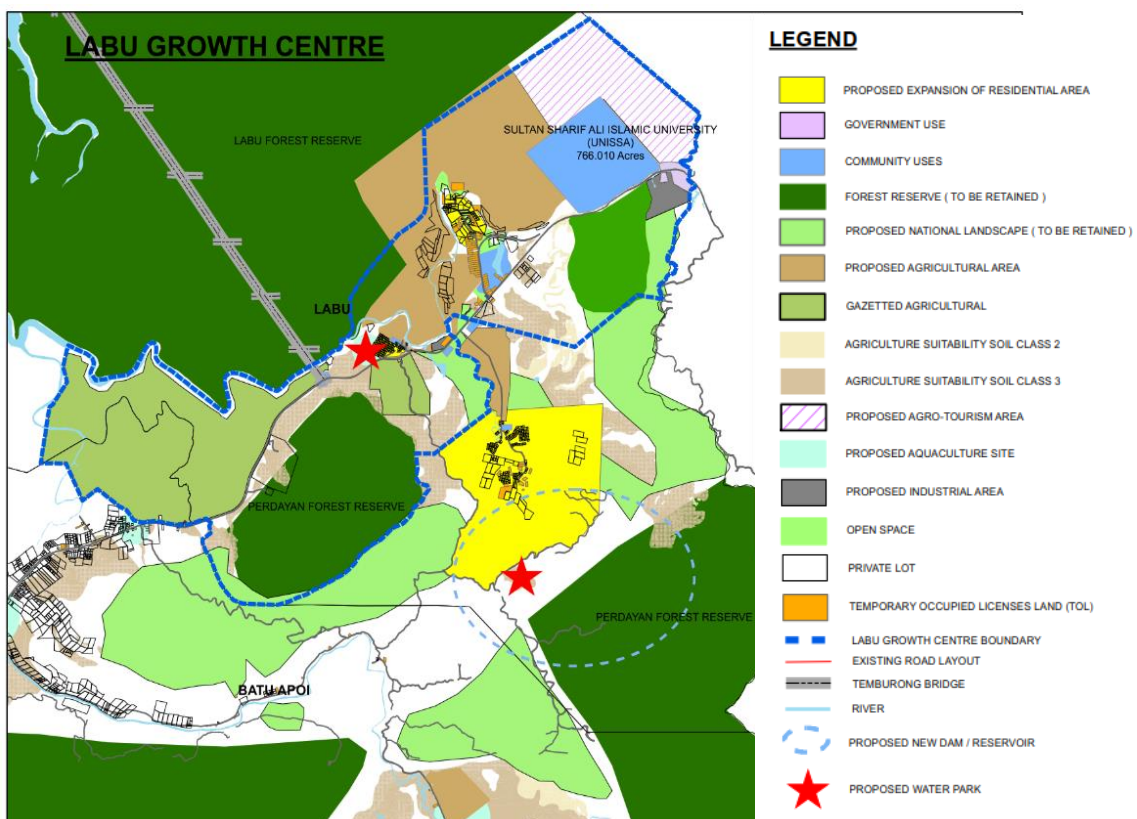 LABU GROWTH CENTRE
LABU FOREST RESERVE
SULTAN SHARIF ALI ISLAMIC UNIVERSITY
(UNISSA)
766.010 Acres
LABU
PERDAYAN FOREST RESERVE
PERDAYAN FOREST RESERVE
BATU APOI
LEGEND
PROPOSED EXPANSION OF RESIDENTIAL AREA
GOVERNMENT USE
COMMUNITY USES
FOREST RESERVE ( TO BE RETAINED )
PROPOSED NATIONAL LANDSCAPE ( TO BE RETAINED )
PROPOSED AGRICULTURAL AREA
GAZETTED AGRICULTURAL
AGRICULTURE SUITABILITY SOIL CLASS 2
AGRICULTURE SUITABILITY SOIL CLASS 3
PROPOSED AGRO-TOURISM AREA
PROPOSED AQUACULTURE SITE
PROPOSED INDUSTRIAL AREA
OPEN SPACE
PRIVATE LOT
TEMPORARY OCCUPIED LICENSES LAND (TOL)
LABU GROWTH CENTRE BOUNDARY
EXISTING ROAD LAYOUT
TEMBURONG BRIDGE
RIVER
PROPOSED NEW DAM / RESERVOIR
PROPOSED WATER PARK